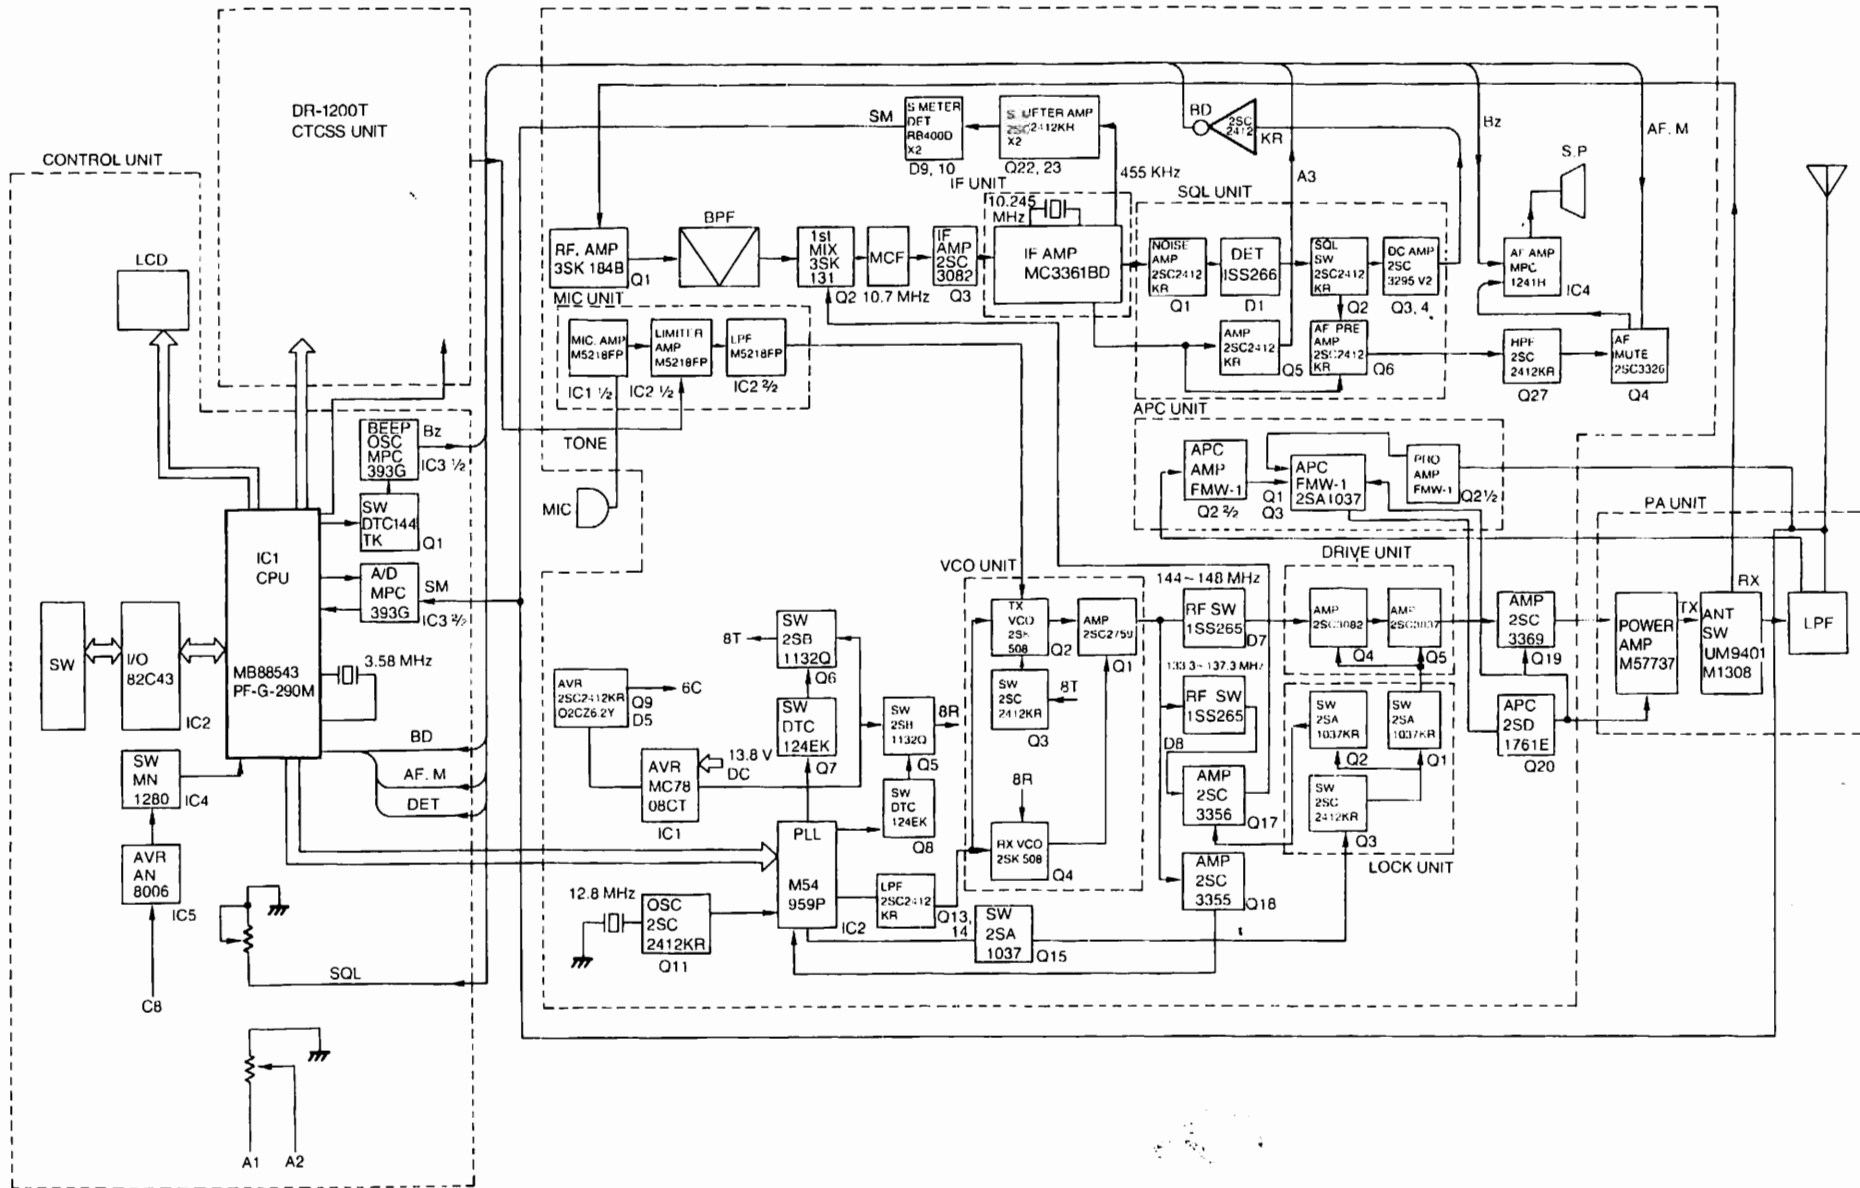 DR-1200T
CTCSS UNIT
CONTROL UNIT
LCD
BEEP
OSC
MPC
393G
Bz
IC3 ½
SW
DTC144
TK
Q1
A/D
MPC
393G
SM
IC3 2/2
IC1
CPU
MB88543
PF-G-290M
3.58 MHz
SW
I/O
82C43
IC2
SW
MN
1280
IC4
AVR
AN
8006
IC5
C8
BD
AF. M
DET
SQL
A1
A2
S METER
DET
RB400D
X2
D9, 10
SM
AMP
2SC2412KR
X2
Q22, 23
IF UNIT
455 KHz
BD
2SC
2412
KR
A3
Bz
AF. M
S.P
RF. AMP
3SK 184B
Q1
BPF
1st
MIX
3SK
131
Q2
MCF
10.7 MHz
IF
AMP
2SC
3082
Q3
10.245
MHz
IF AMP
MC3361BD
SQL UNIT
NOISE
AMP
2SC2412
KR
Q1
DET
ISS266
D1
SQL
SW
2SC2412
KR
Q2
DC AMP
2SC
3295 V2
Q3, 4
AMP
2SC2412
KR
Q5
AF PRE
AMP
2SC2412
KR
Q6
AF AMP
MPC
1241H
IC4
HPF
2SC
2412KR
Q27
AF
MUTE
2SC3326
Q4
MIC UNIT
MIC. AMP
M5218FP
IC1 ½
LIMITER
AMP
M5218FP
IC2 ½
LPF
M5218FP
IC2 2/2
TONE
MIC
APC UNIT
APC
AMP
FMW-1
Q2 2/2
Q1
Q3
APC
FMW-1
2SA1037
AMP
FMW-1
Q2½
PA UNIT
DRIVE UNIT
VCO UNIT
TX
VCO
2SK
508
Q2
AMP
2SC2759
Q1
SW
2SC
2412KR
Q3
8T
8R
RX VCO
2SK 508
Q4
144~148 MHz
RF SW
1SS265
D7
133.3~137.3 MHz
RF SW
1SS265
D8
AMP
2SC
3356
Q17
AMP
2SC
3355
Q18
AMP
2SC3082
Q4
AMP
Q5
SW
2SA
1037KR
Q2
SW
2SA
1037KR
Q1
SW
2SC
2412KR
Q3
LOCK UNIT
AMP
2SC
3369
Q19
APC
2SD
1761E
Q20
POWER
AMP
M57737
TX
RX
ANT
SW
UM9401
M1308
LPF
8T
SW
2SB
1132Q
Q6
SW
DTC
124EK
Q7
AVR
2SC2412KR
O2CZ6.2Y
Q9
D5
6C
AVR
MC78
08CT
IC1
13.8 V
DC
SW
2SB
1132Q
Q5
8R
SW
DTC
124EK
Q8
PLL
M54
959P
IC2
12.8 MHz
OSC
2SC
2412KR
Q11
LPF
2SC2412
KR
Q13,
14
SW
2SA
1037
Q15